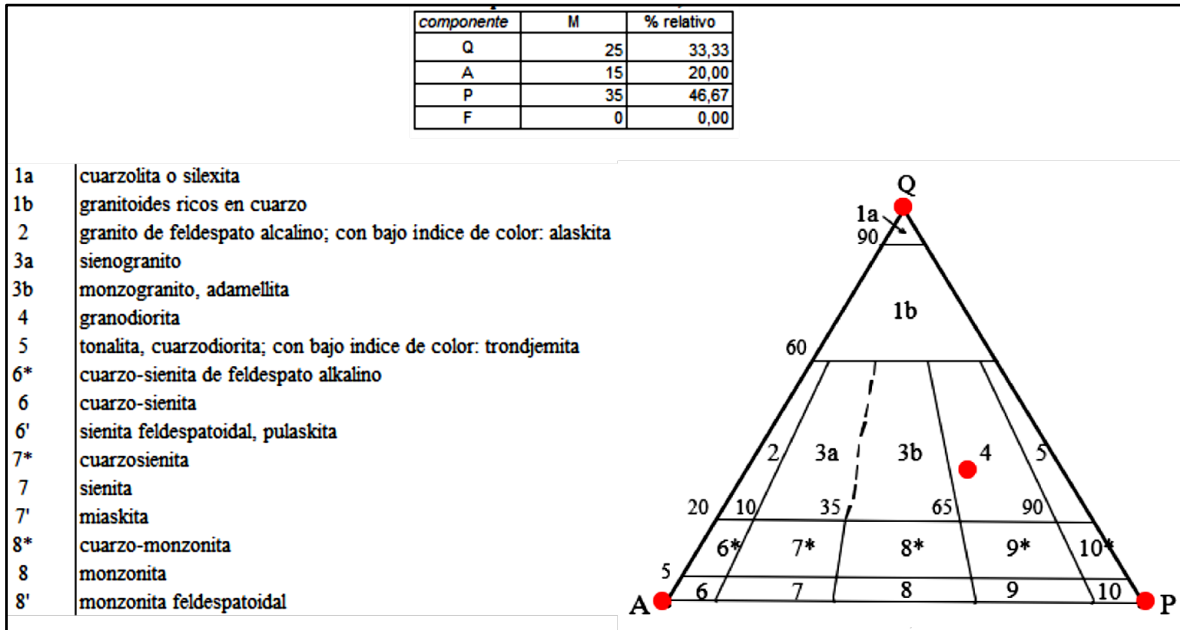 componente M % relativo
Q 25 33,33
A 15 20,00
P 35 46,67
F 0 0,00
1a cuarzolita o silexita
1b granitoides ricos en cuarzo
2 granito de feldespato alcalino; con bajo indice de color: alaskita
3a sienogranito
3b monzogranito, adamellita
4 granodiorita
5 tonalita, cuarzodiorita; con bajo indice de color: trondjemita
6* cuarzo-sienita de feldespato alkalino
6 cuarzo-sienita
6' sienita feldespatoidal, pulaskita
7* cuarzosienita
7 sienita
7' miaskita
8* cuarzo-monzonita
8 monzonita
8' monzonita feldespatoidal
Q
1a
90
1b
60
2 3a 3b 4 5
20 10 35 65 90
6* 7* 8* 9* 10*
5
6 7 8 9 10
A P